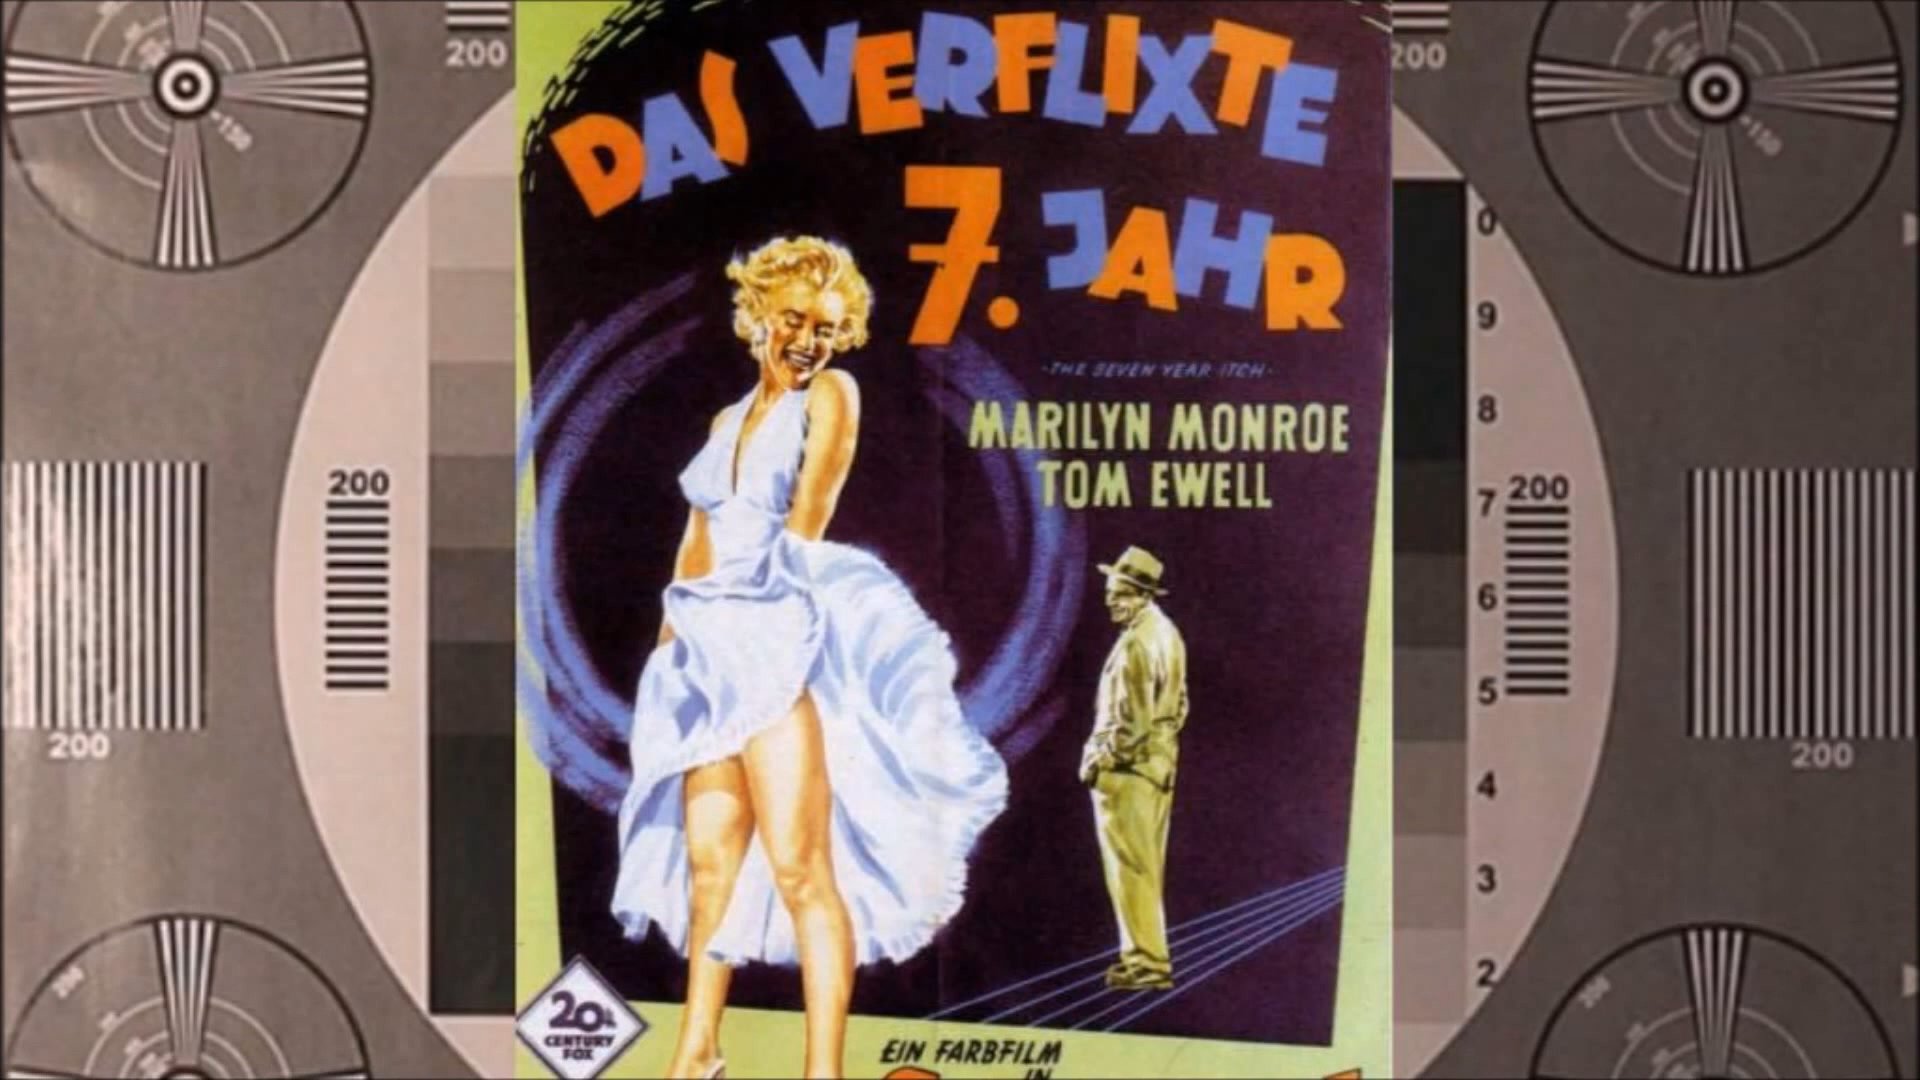 200
200
+150
+150
DAS VERFLIXTE
7. JAHR
-THE SEVEN YEAR ITCH-
MARILYN MONROE
TOM EWELL
0
9
8
7
6
5
4
3
2
200
200
200
200
20th
CENTURY
FOX
EIN FARBFILM
IN